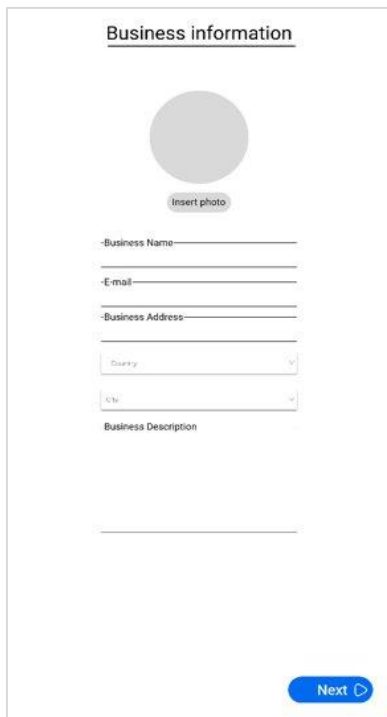 Business information
Insert photo
Business Name
E-mail
Business Address
Country
City
Business Description
Next